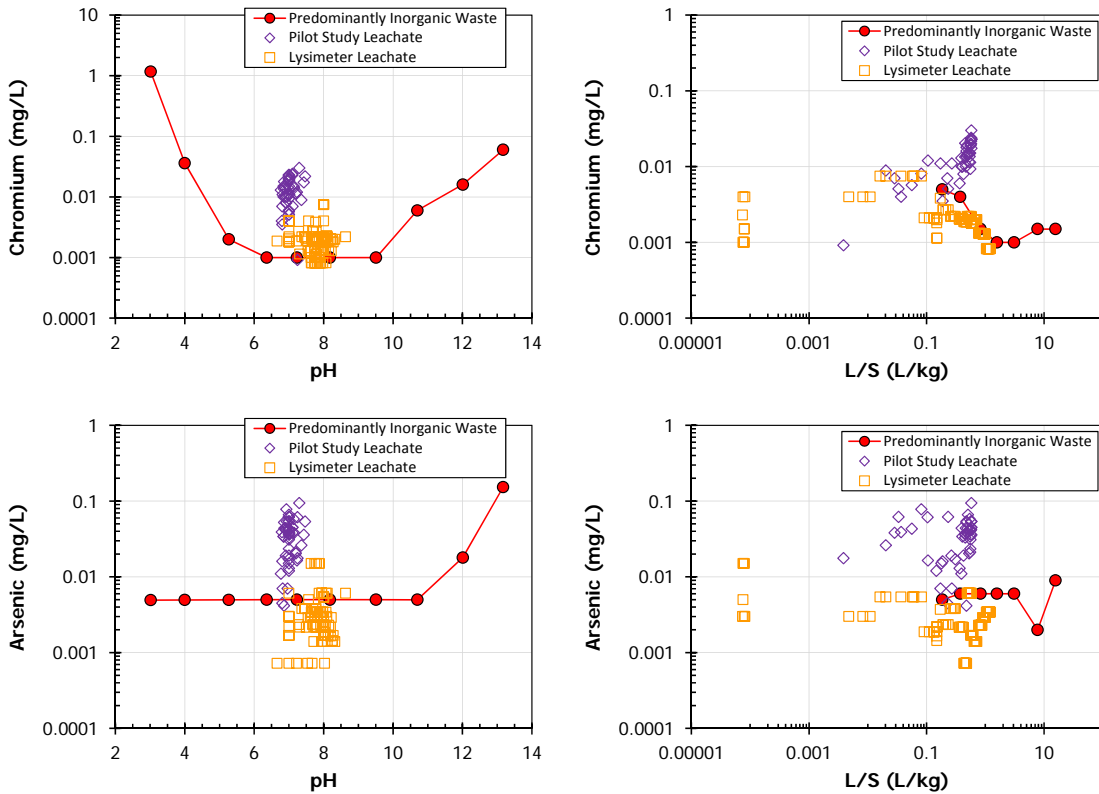 10
1
0.1
0.01
0.001
0.0001
Chromium (mg/L)
2 4 6 8 10 12 14
pH
Predominantly Inorganic Waste
Pilot Study Leachate
Lysimeter Leachate
1
0.1
0.01
0.001
0.0001
Chromium (mg/L)
0.00001 0.001 0.1 10
L/S (L/kg)
Predominantly Inorganic Waste
Pilot Study Leachate
Lysimeter Leachate
1
0.1
0.01
0.001
0.0001
Arsenic (mg/L)
2 4 6 8 10 12 14
pH
Predominantly Inorganic Waste
Pilot Study Leachate
Lysimeter Leachate
1
0.1
0.01
0.001
0.0001
Arsenic (mg/L)
0.00001 0.001 0.1 10
L/S (L/kg)
Predominantly Inorganic Waste
Pilot Study Leachate
Lysimeter Leachate